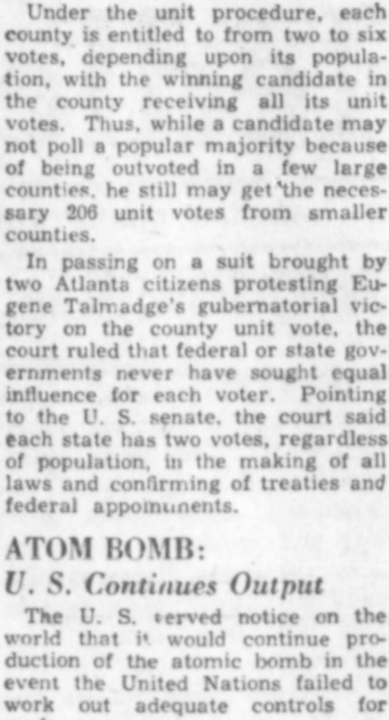 Under the unit procedure, each
county is entitled to from two to six
votes, depending upon its popula-
tion, with the winning candidate in
the county receiving all its unit
votes. Thus, while a candidate may
not poll a popular majority because
of being outvoted in a few large
counties, he still may get the neces-
sary 206 unit votes from smaller
counties.
In passing on a suit brought by
two Atlanta citizens protesting Eu-
gene Talmadge's gubernatorial vic-
tory on the county unit vote, the
court ruled that federal or state gov-
ernments never have sought equal
influence for each voter. Pointing
to the U. S. senate, the court said
each state has two votes, regardless
of population, in the making of all
laws and confirming of treaties and
federal appointments.
ATOM BOMB:
U. S. Continues Output
The U. S. served notice on the
world that it would continue pro-
duction of the atomic bomb in the
event the United Nations failed to
work out adequate controls for